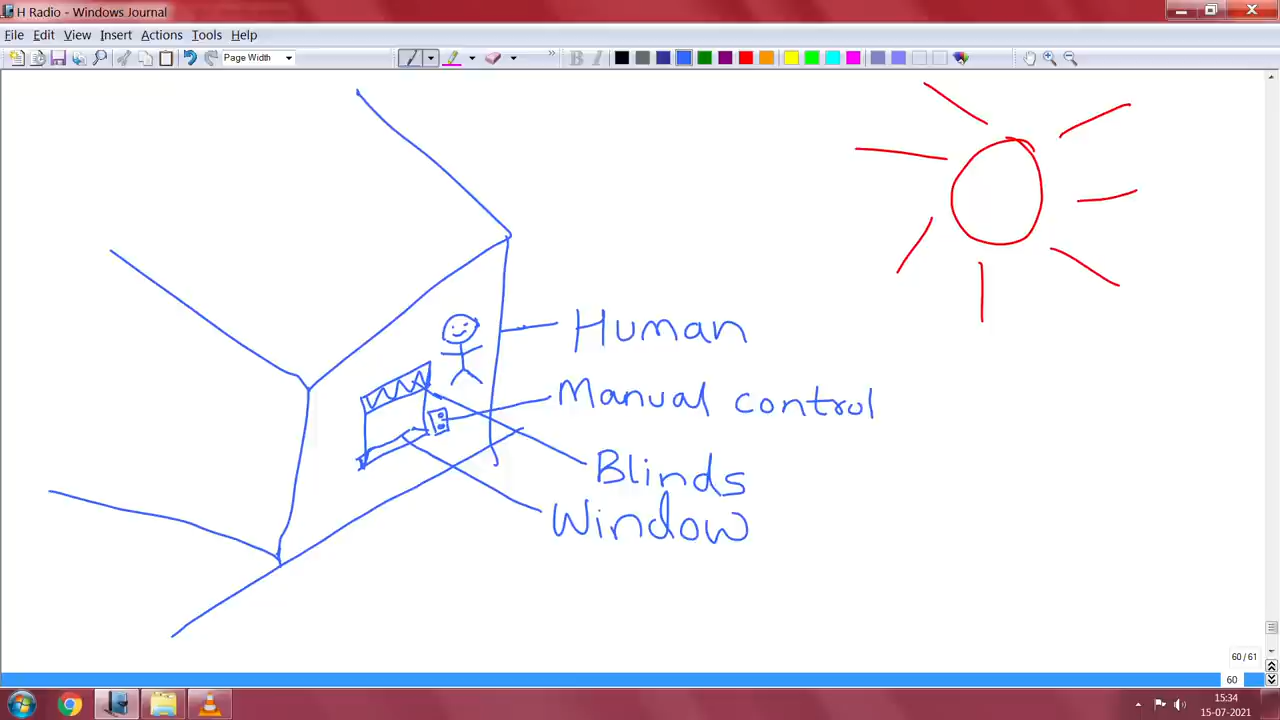 H Radio - Windows Journal
File Edit View Insert Actions Tools Help
Page Width
B I
Human
Manual control
Blinds
Window
60 / 61
60
15:34
15-07-2021